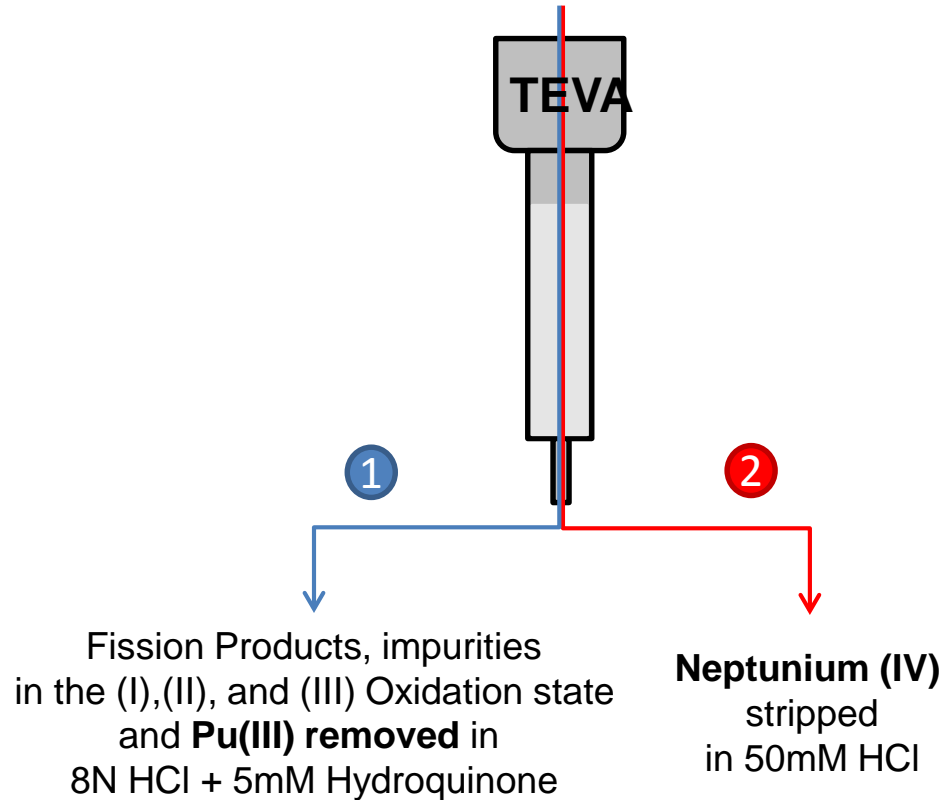 TEVA
1
2
Fission Products, impurities
in the (I),(II), and (III) Oxidation state
and Pu(III) removed in
8N HCl + 5mM Hydroquinone
Neptunium (IV)
stripped
in 50mM HCl